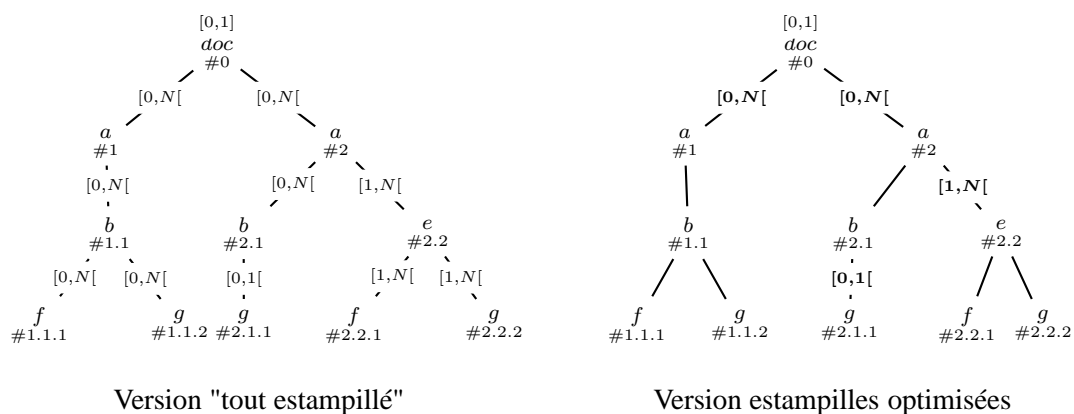 [0,1] [0,1]
doc doc
#0 #0
[0,N[ [0,N[ [0,N[ [0,N[
a a a a
#1 #2 #1 #2
[0,N[ [0,N[ [1,N[ [1,N[
b b e b b e
#1.1 #2.1 #2.2 #1.1 #2.1 #2.2
[0,N[ [0,N[ [0,1[ [1,N[ [1,N[ [0,1[
f g g f g f g g f g
#1.1.1 #1.1.2 #2.1.1 #2.2.1 #2.2.2 #1.1.1 #1.1.2 #2.1.1 #2.2.1 #2.2.2
Version "tout estampillé" Version estampilles optimisées